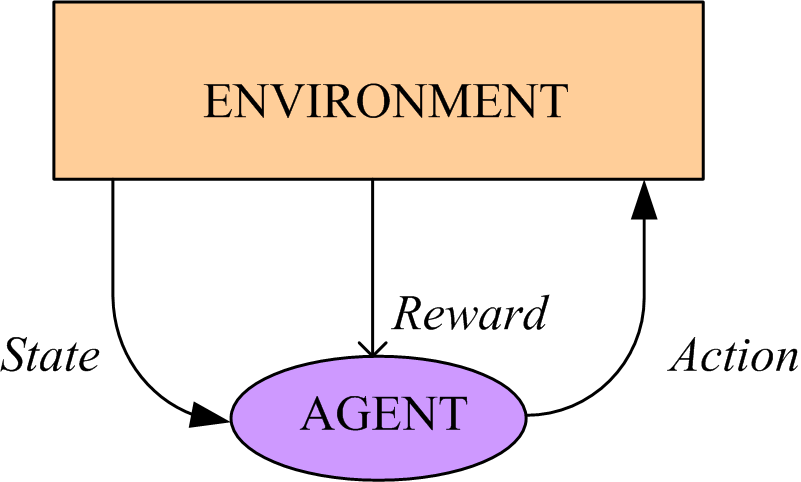 ENVIRONMENT
Reward
State
Action
AGENT